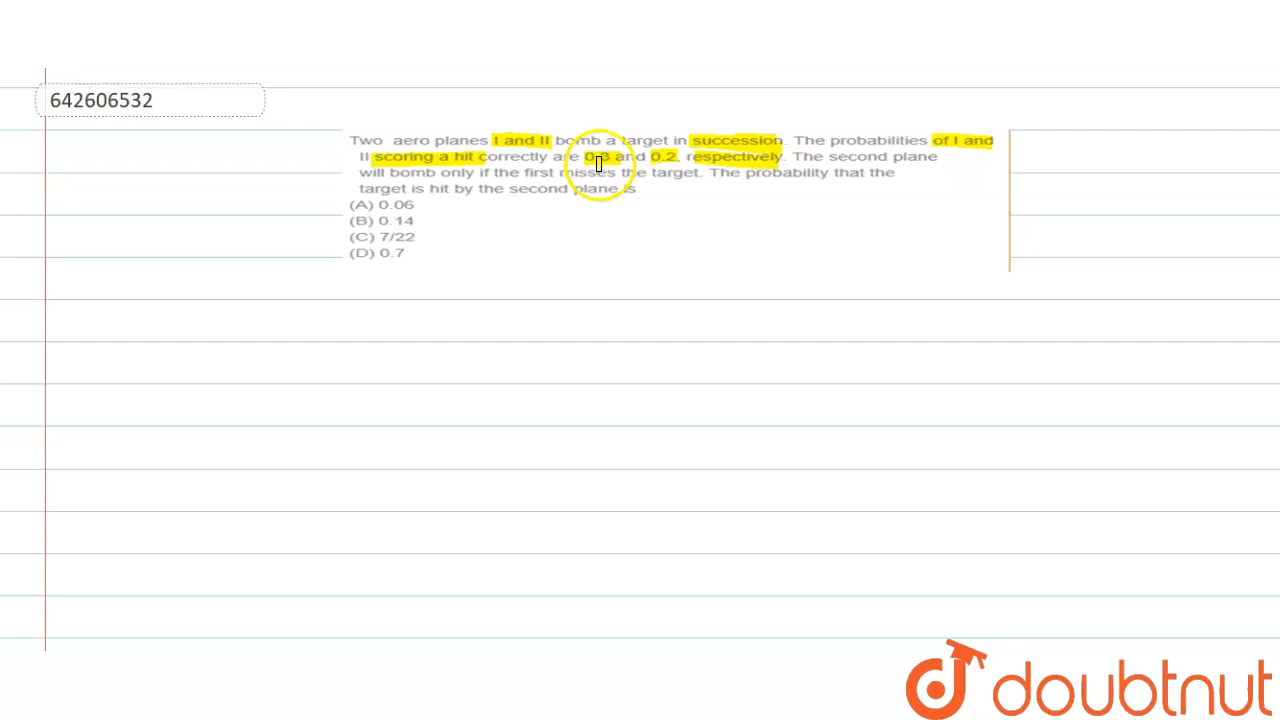 642606532
Two aero planes I and II bomb a target in succession. The probabilities of I and
II scoring a hit correctly are 0.3 and 0.2, respectively. The second plane
will bomb only if the first misses the target. The probability that the
target is hit by the second plane is
(A) 0.06
(B) 0.14
(C) 7/22
(D) 0.7
doubtnut